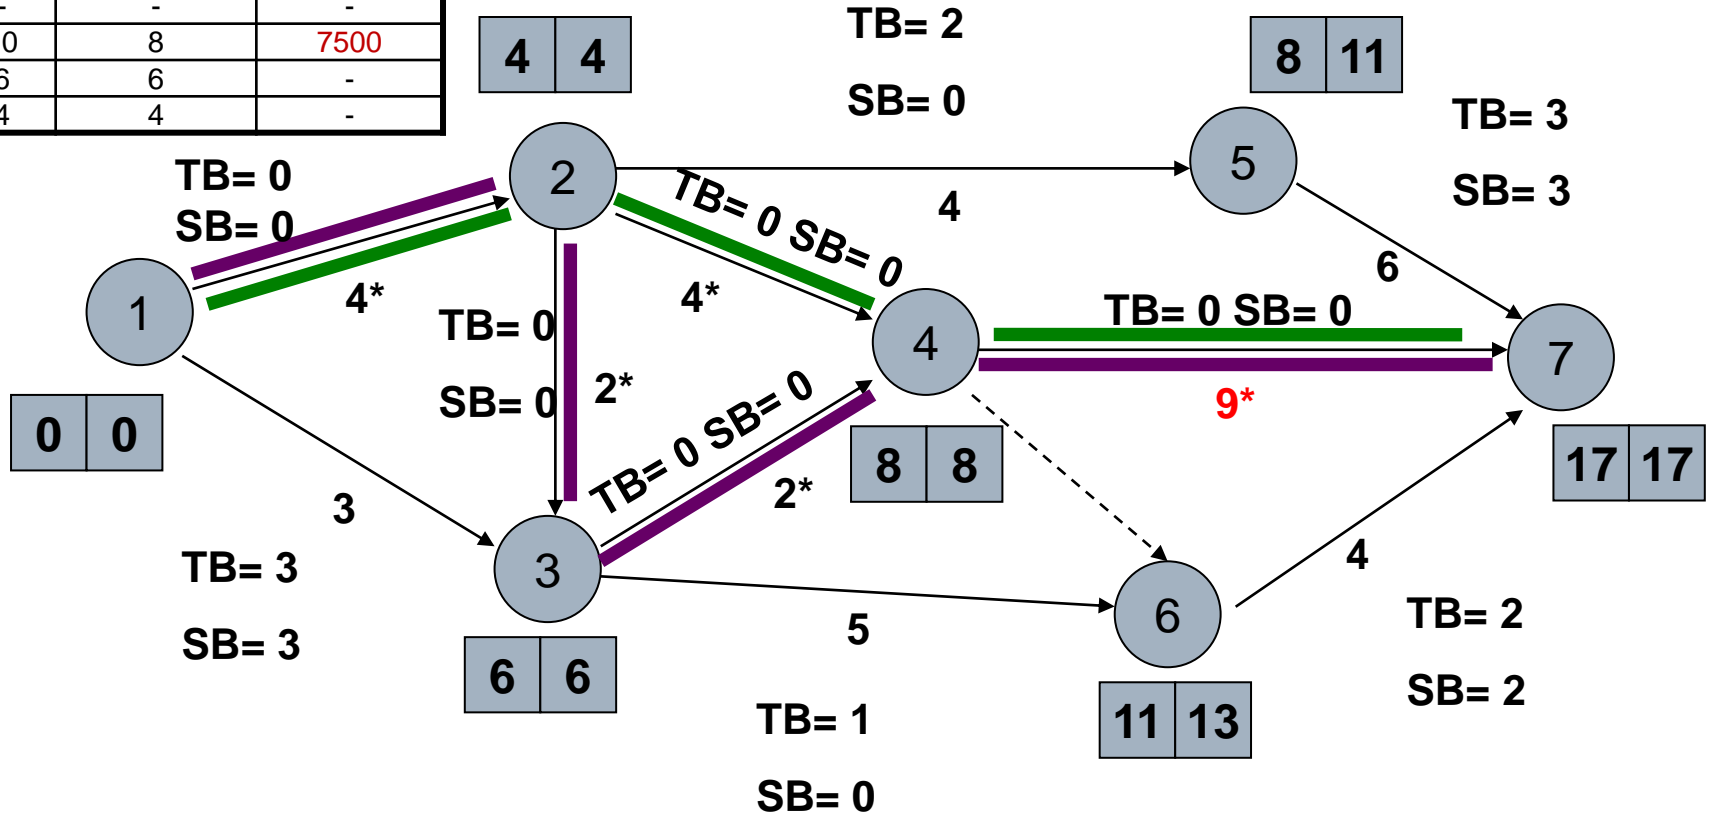 - - -
0 8 7500
6 6 -
4 4 -
4 4
TB= 2
SB= 0
8 11
TB= 3
SB= 3
TB= 0
SB= 0
2
5
TB= 0 SB= 0
4
6
4*
4*
1
TB= 0
SB= 0
2*
4
TB= 0 SB= 0
9*
7
0 0
TB= 0 SB= 0
2*
8 8
17 17
3
TB= 3
SB= 3
3
5
6
4
6 6
TB= 1
SB= 0
11 13
TB= 2
SB= 2